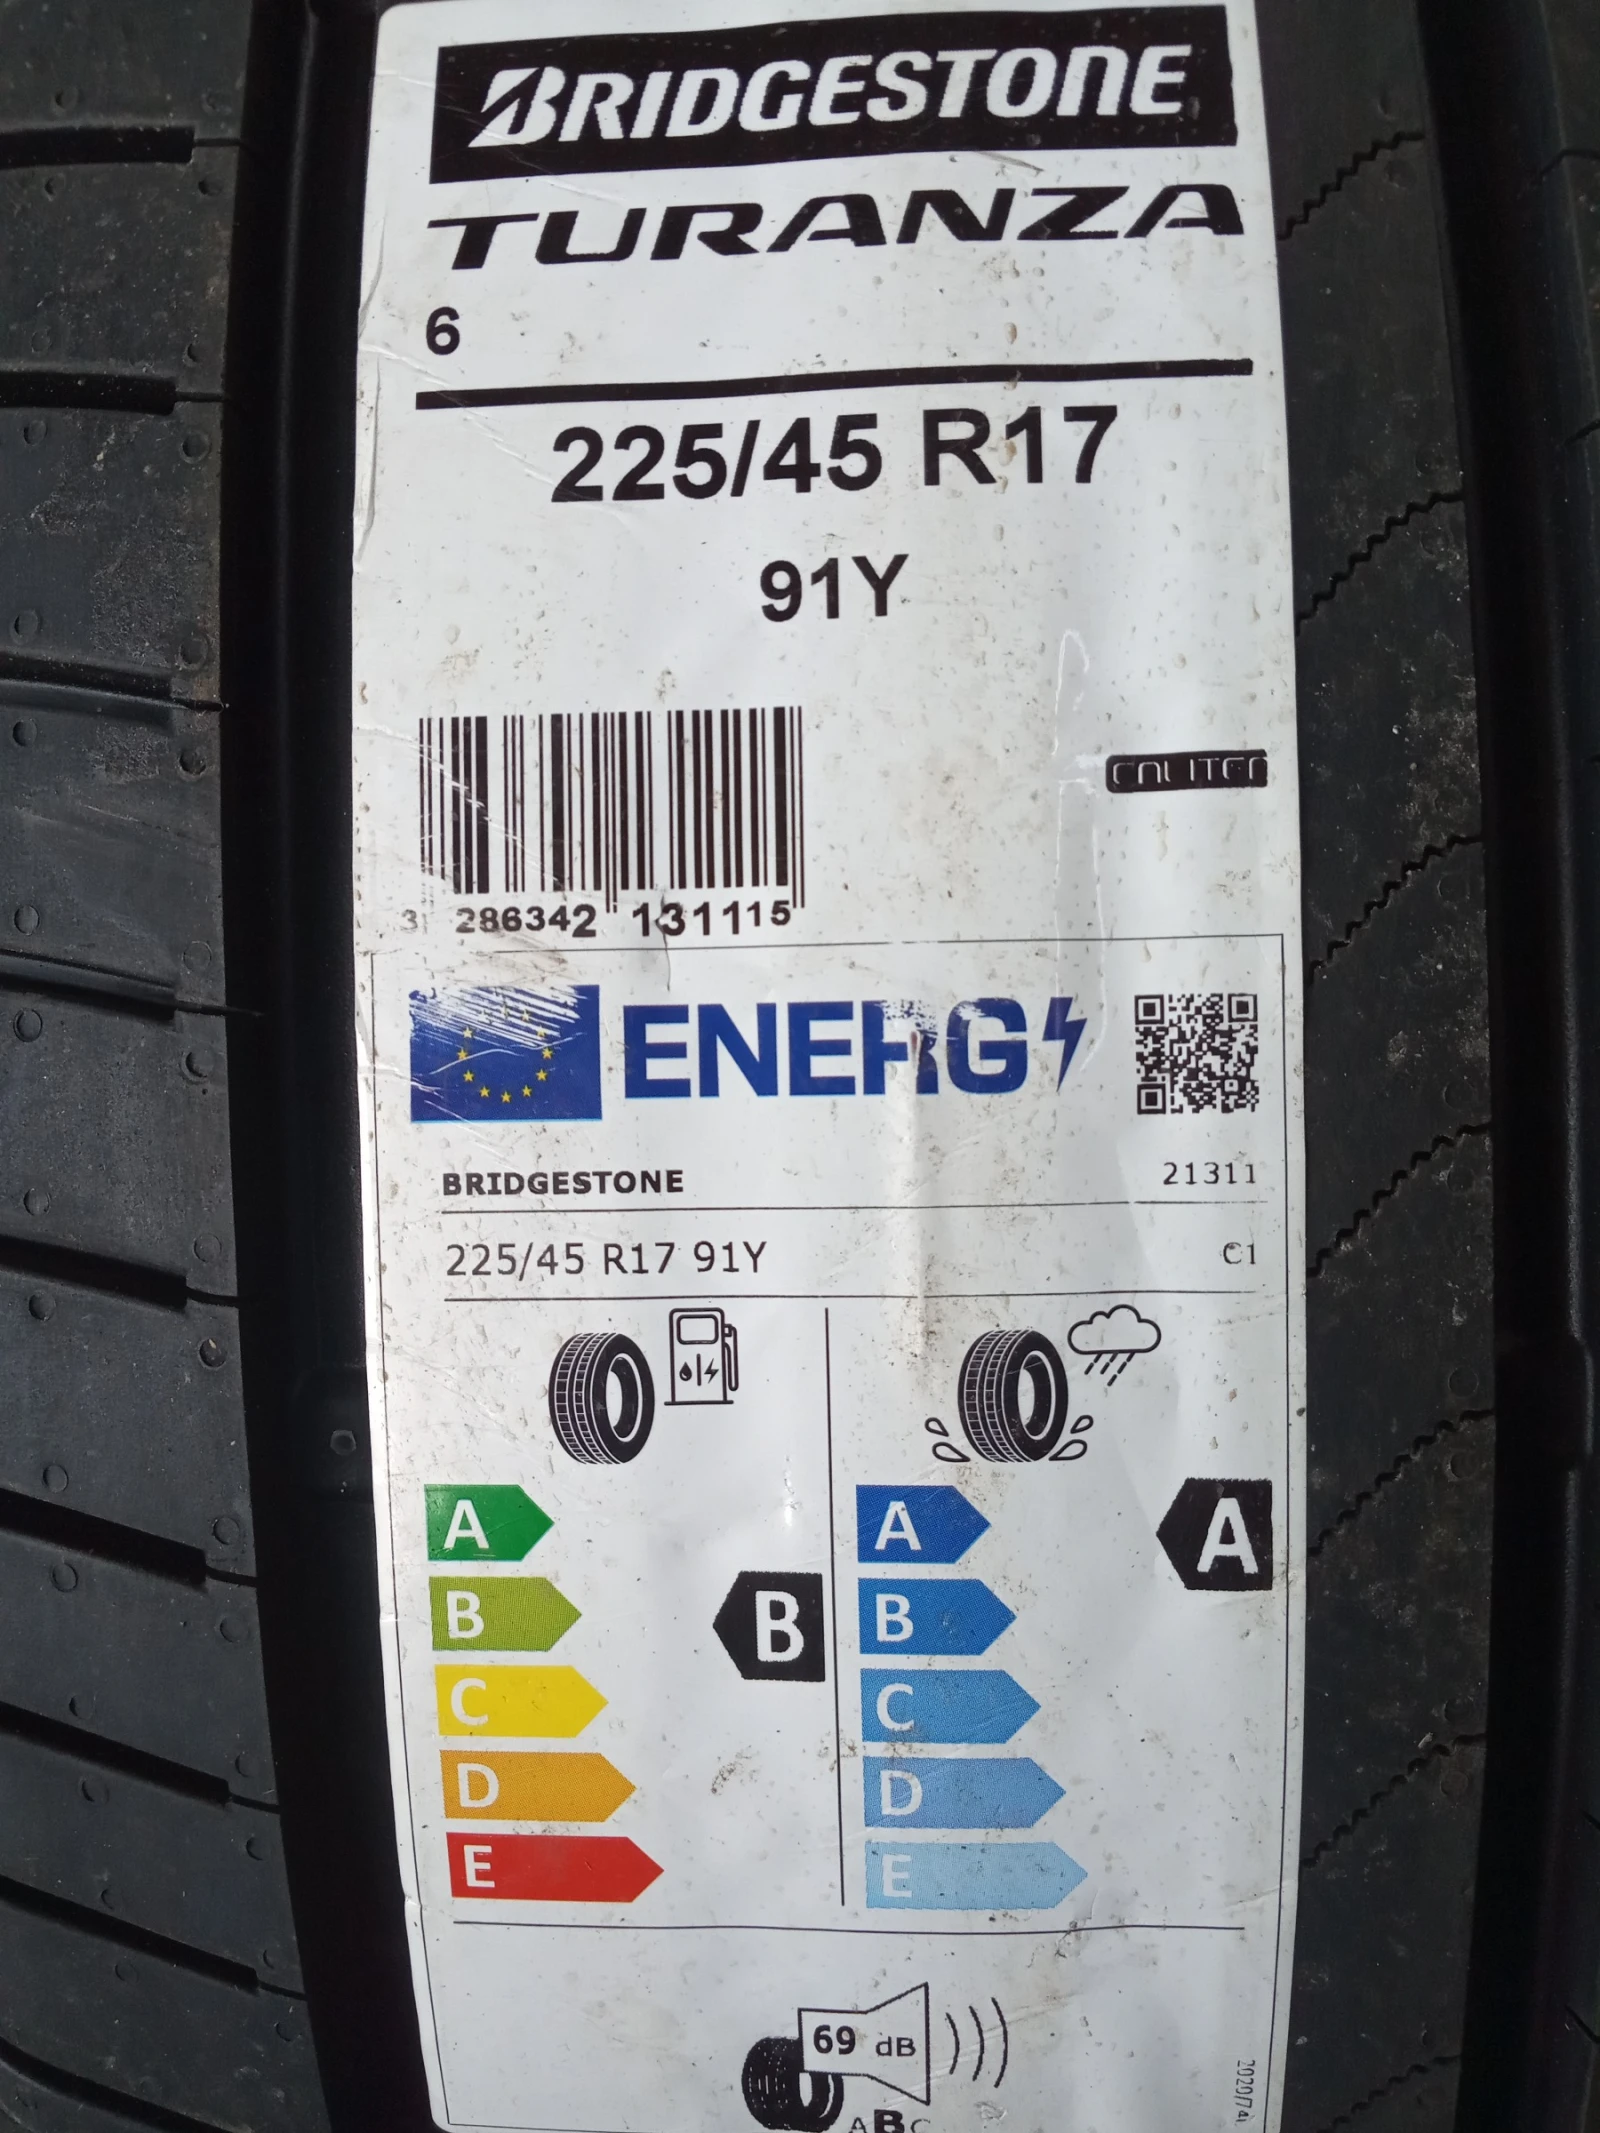 BRIDGESTONE
TURANZA
6
225/45 R17
91Y
3 286342 131115
ENERG
BRIDGESTONE 21311
225/45 R17 91Y C1
A A A
B B B
C C
D D
E E
69 dB
ABC